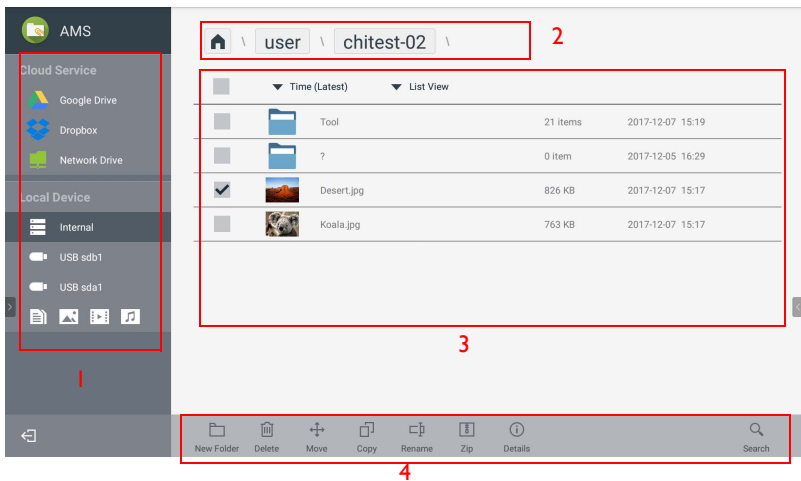 AMS
Cloud Service
Google Drive
Dropbox
Network Drive
Local Device
Internal
USB sdb1
USB sda1
1
\ user \ chitest-02 \
2
Time (Latest) List View
Tool 21 items 2017-12-07 15:19
? 0 item 2017-12-05 16:29
Desert.jpg 826 KB 2017-12-07 15:17
Koala.jpg 763 KB 2017-12-07 15:17
3
New Folder Delete Move Copy Rename Zip Details Search
4